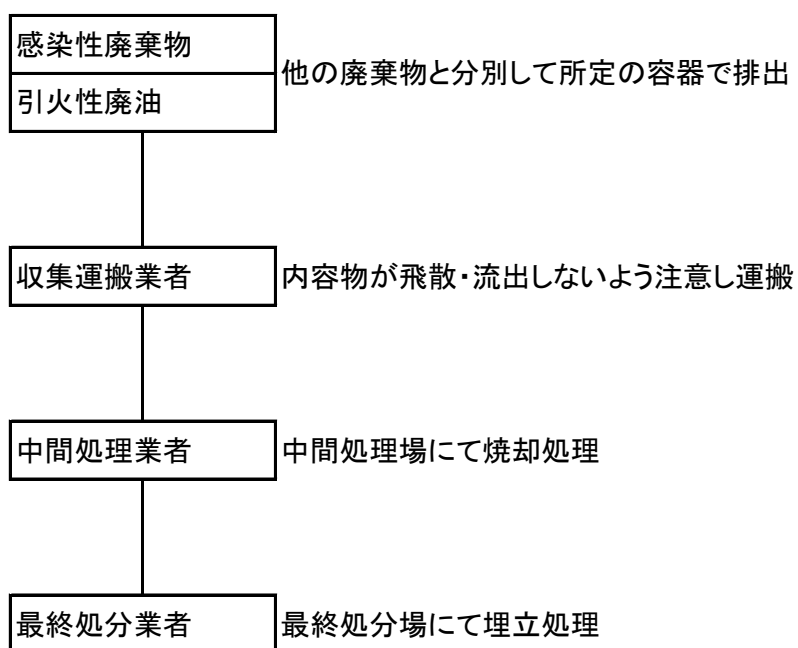 感染性廃棄物
他の廃棄物と分別して所定の容器で排出
引火性廃油
収集運搬業者
内容物が飛散・流出しないよう注意し運搬
中間処理業者
中間処理場にて焼却処理
最終処分業者
最終処分場にて埋立処理